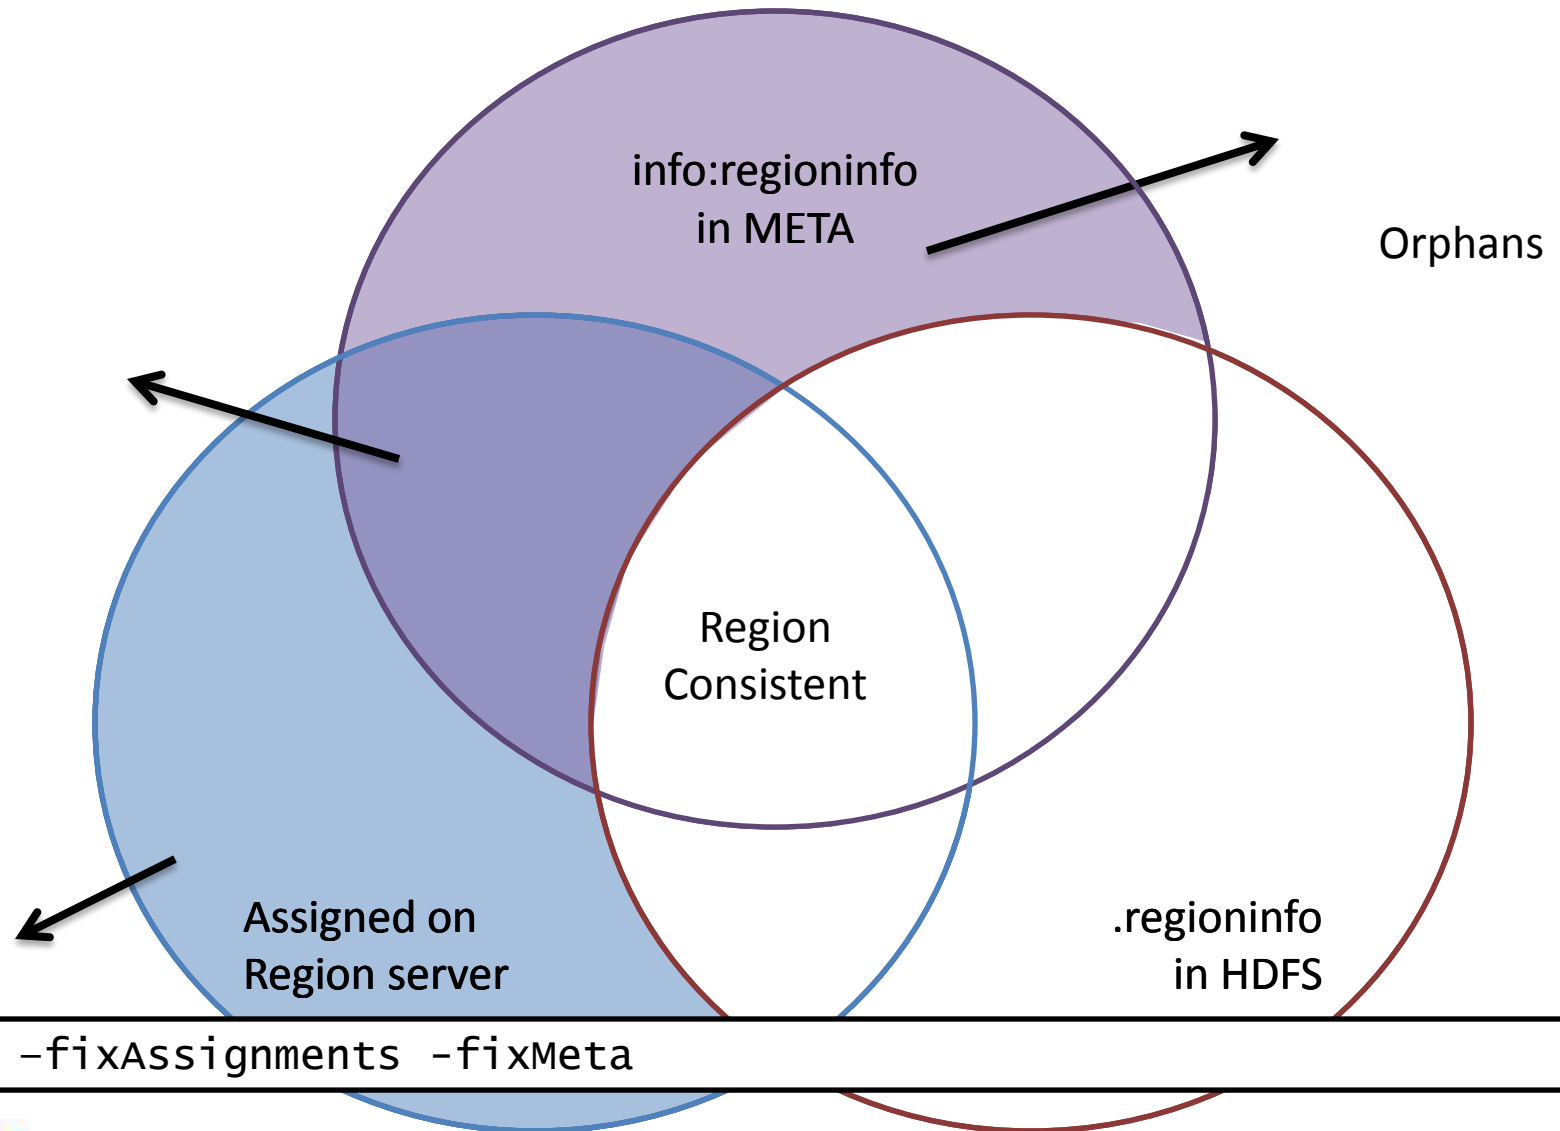 info:regioninfo
in META
Orphans
Region
Consistent
Assigned on
Region server
.regioninfo
in HDFS
–fixAssignments -fixMeta